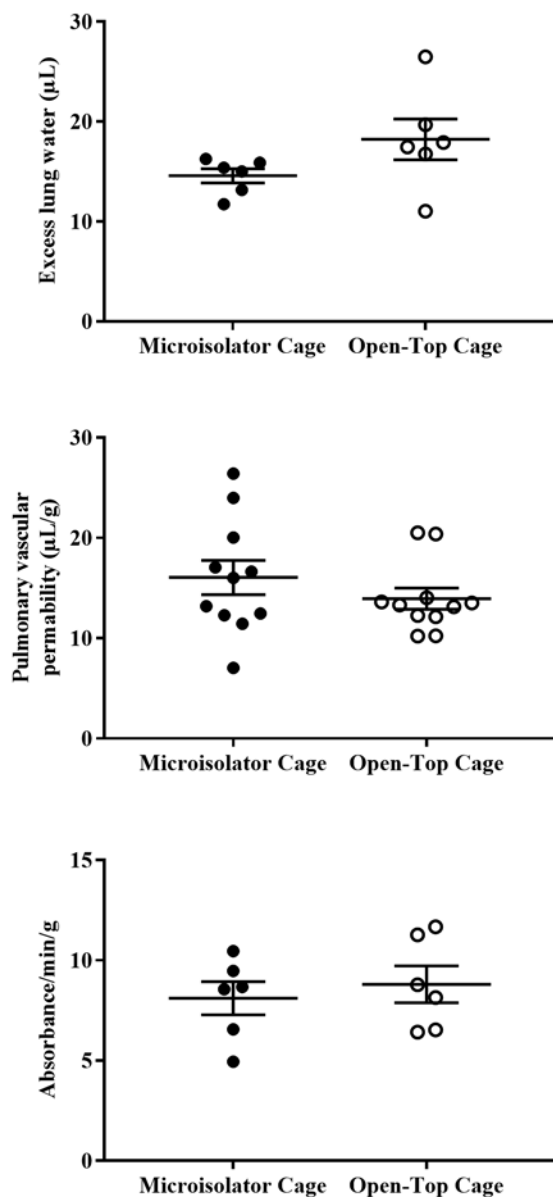 Excess lung water (µL)
30
20
10
0
Microisolator Cage Open-Top Cage
Pulmonary vascular
permability (µL/g)
30
20
10
0
Microisolator Cage Open-Top Cage
Absorbance/min/g
15
10
5
0
Microisolator Cage Open-Top Cage